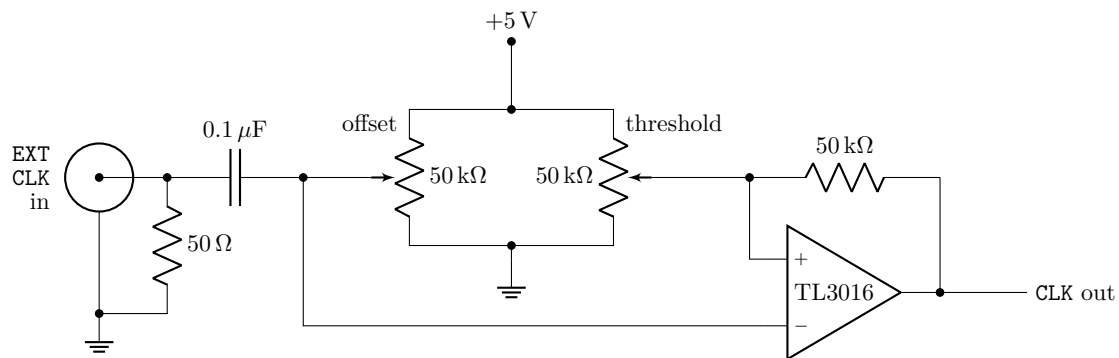 +5 V
offset
threshold
0.1 μF
50 kΩ
EXT
CLK
in
50 kΩ
50 kΩ
50 Ω
+
TL3016
−
CLK out